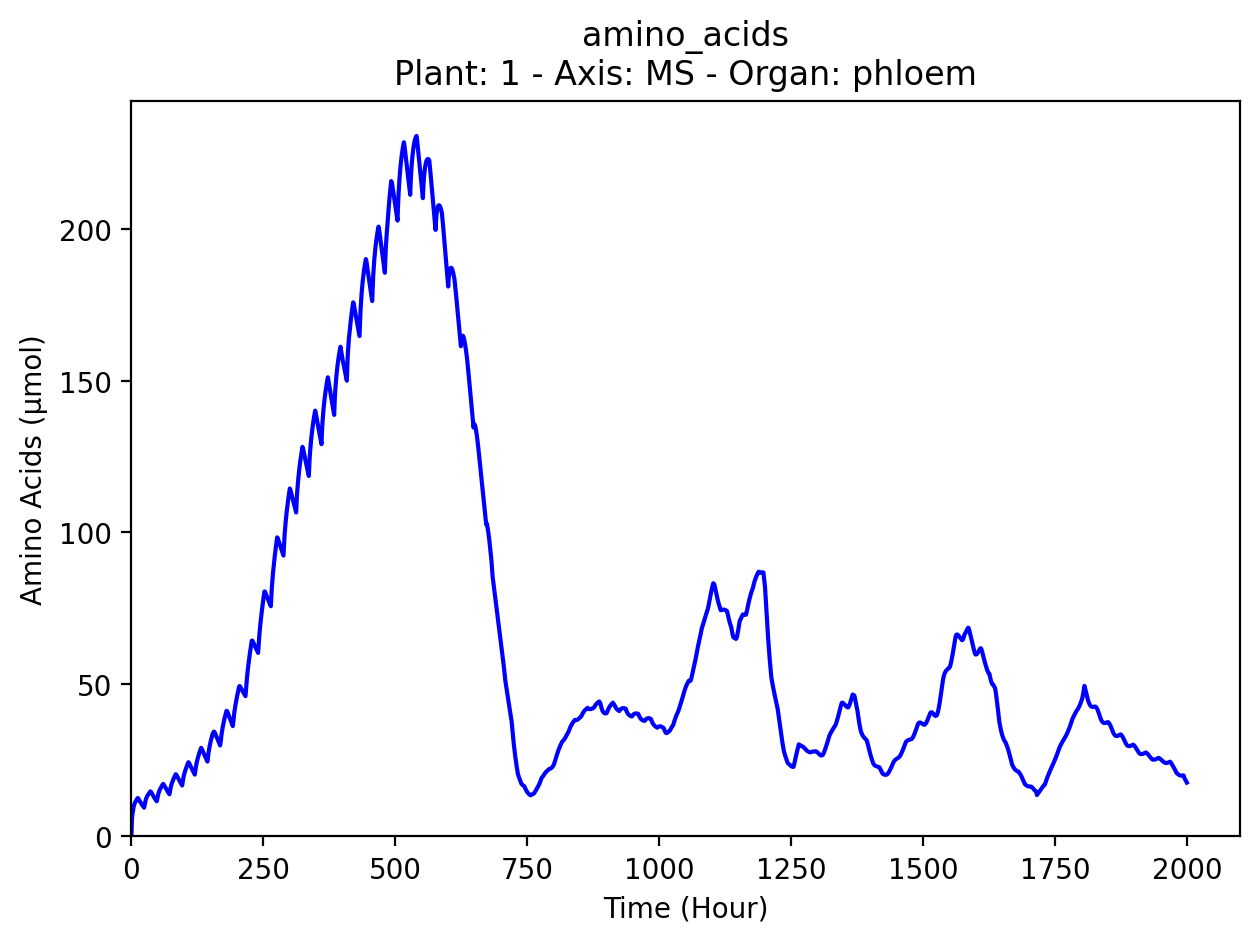 amino_acids
Plant: 1 - Axis: MS - Organ: phloem
Amino Acids (µmol)
200
150
100
50
0
0 250 500 750 1000 1250 1500 1750 2000
Time (Hour)